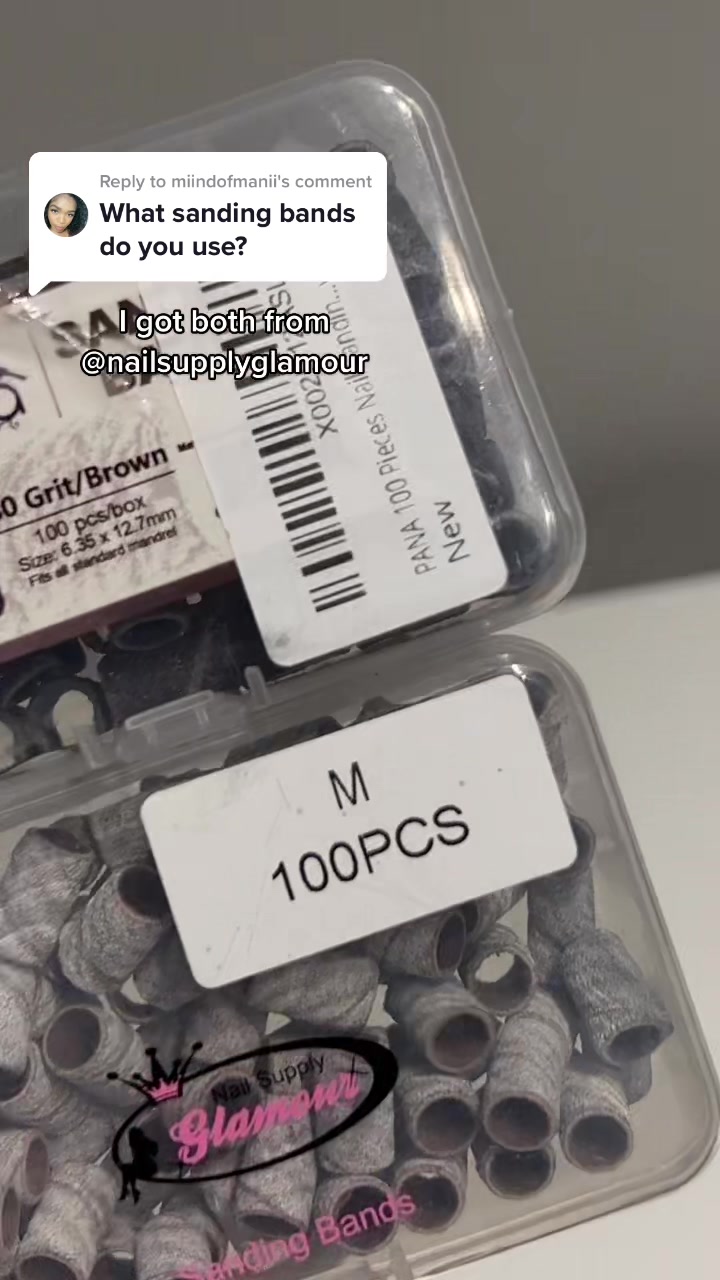 Reply to miindofmanii's comment
What sanding bands
do you use?
I got both from
@nailsupplyglamour
SAN
0 Grit/Brown
100 pcs/box
Size: 6.35 x 12.7mm
Fits all standard mandrel
PANA 100 Pieces Nail
New
M
100PCS
Nail Supply
Glamour
Sanding Bands